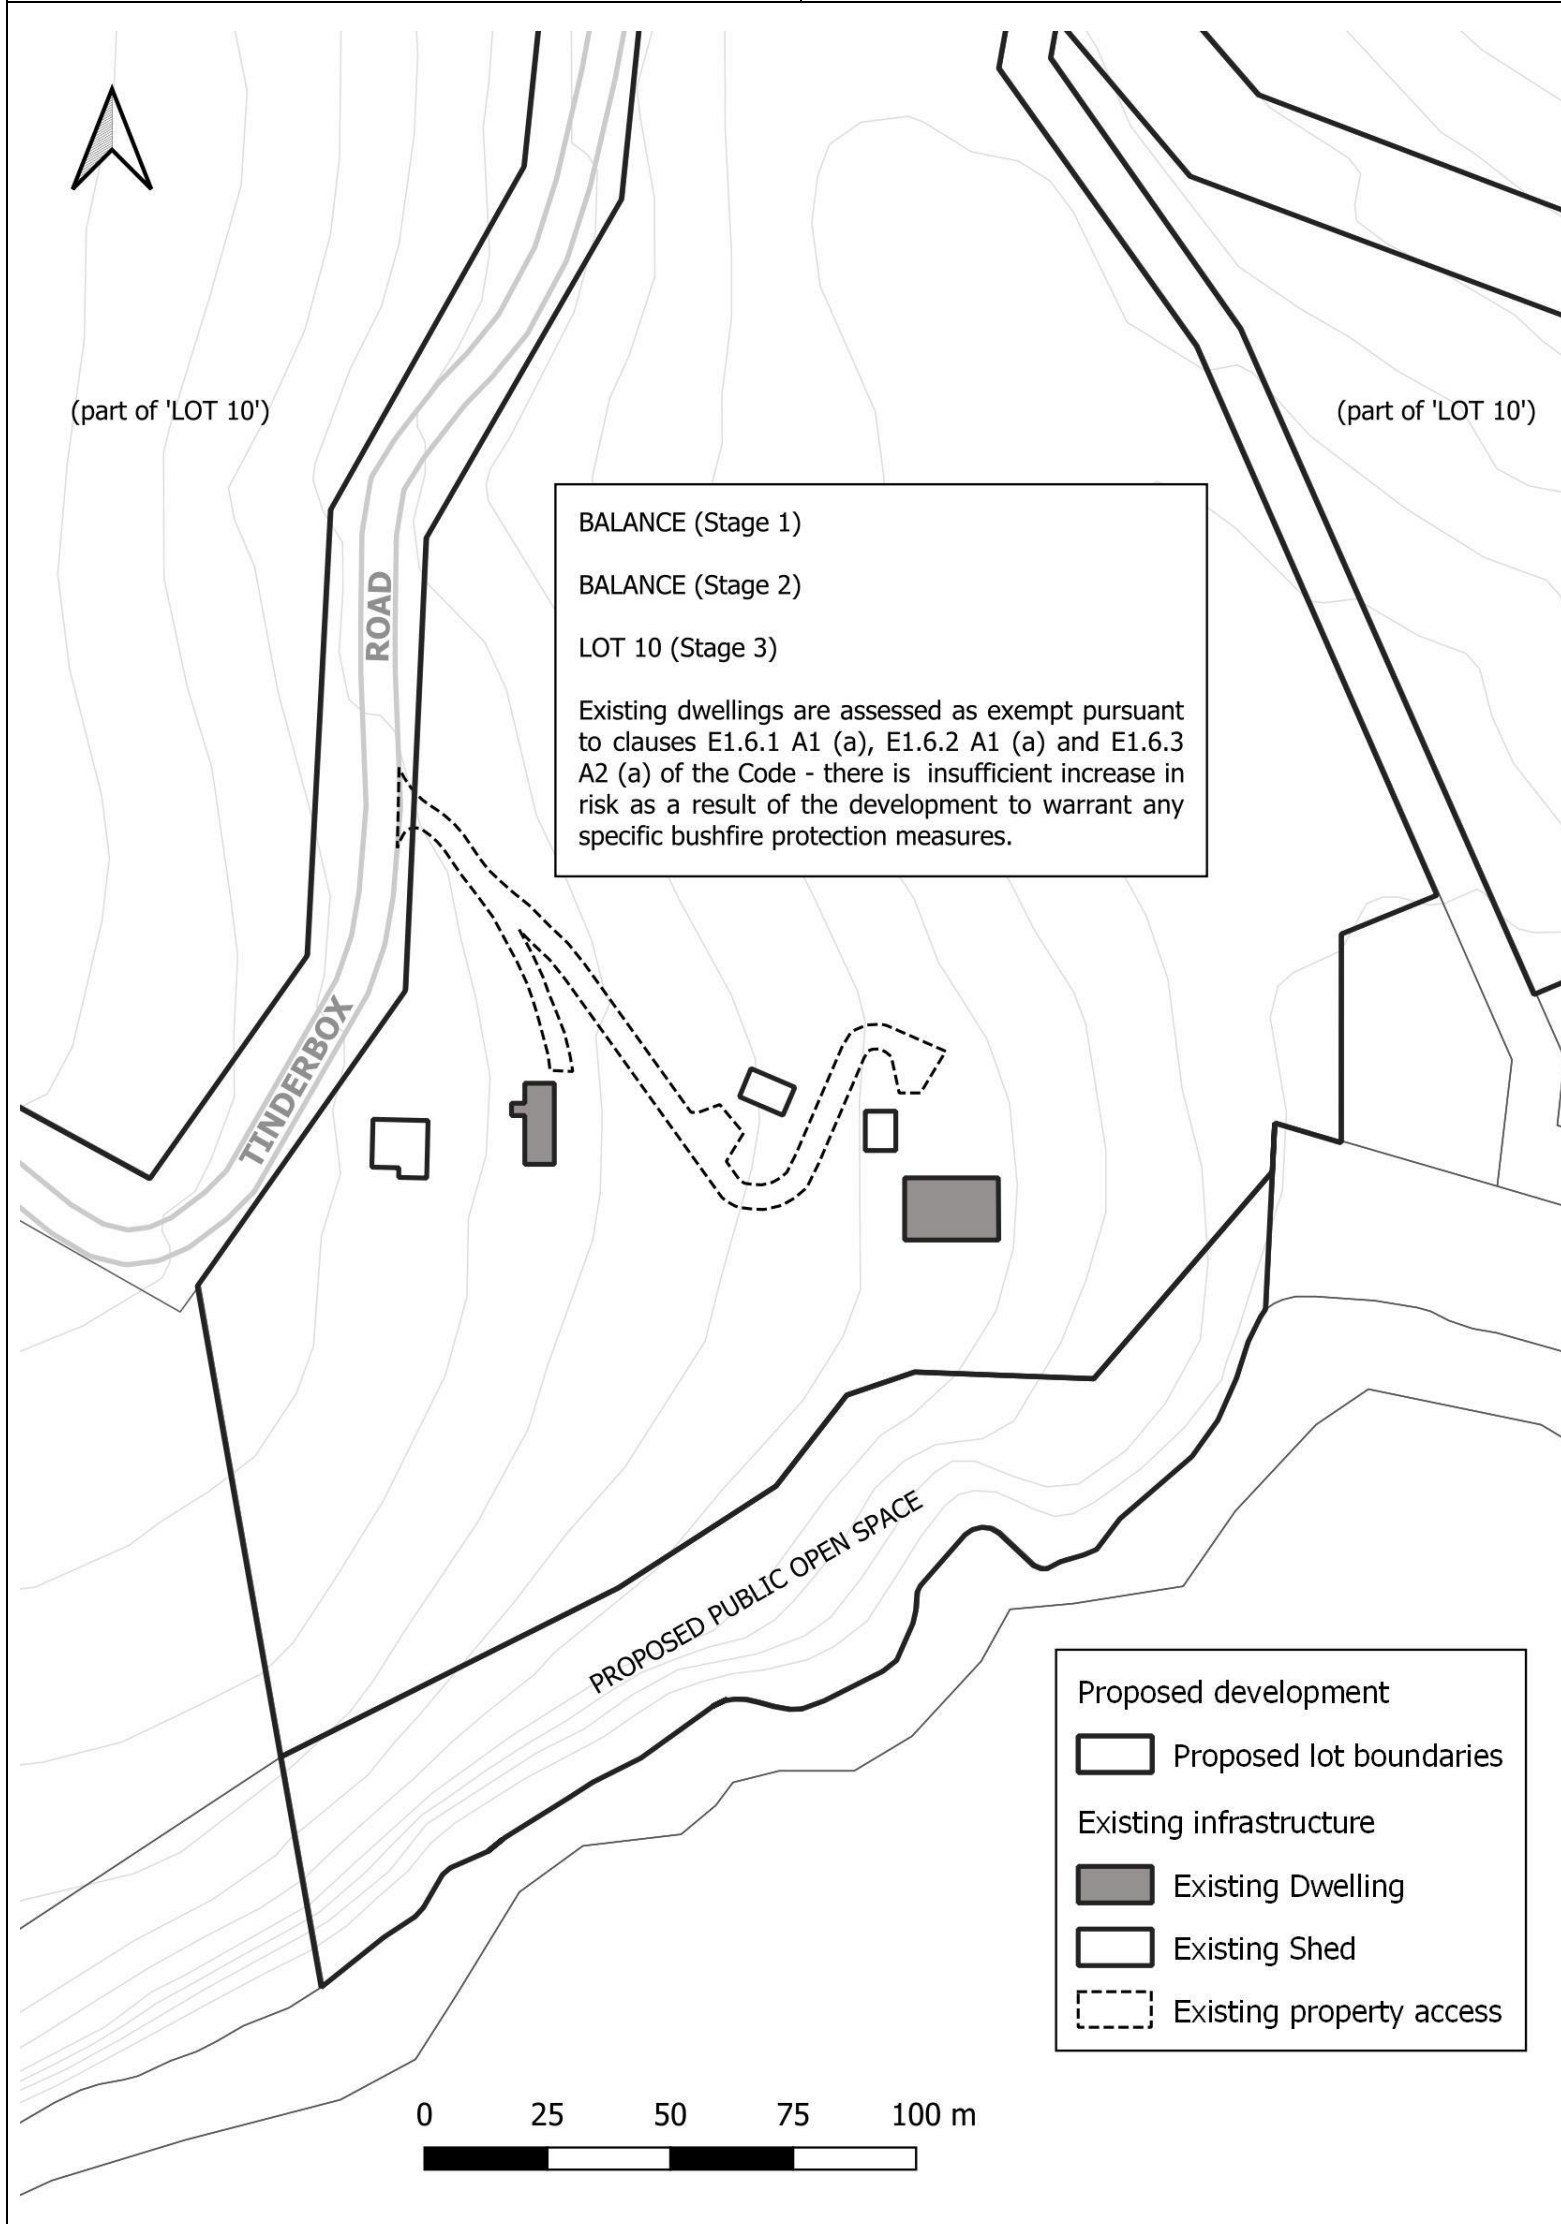 (part of 'LOT 10')
(part of 'LOT 10')
BALANCE (Stage 1)
BALANCE (Stage 2)
LOT 10 (Stage 3)
Existing dwellings are assessed as exempt pursuant
to clauses E1.6.1 A1 (a), E1.6.2 A1 (a) and E1.6.3
A2 (a) of the Code - there is insufficient increase in
risk as a result of the development to warrant any
specific bushfire protection measures.
TINDERBOX
ROAD
PROPOSED PUBLIC OPEN SPACE
Proposed development
Proposed lot boundaries
Existing infrastructure
Existing Dwelling
Existing Shed
Existing property access
0 25 50 75 100 m